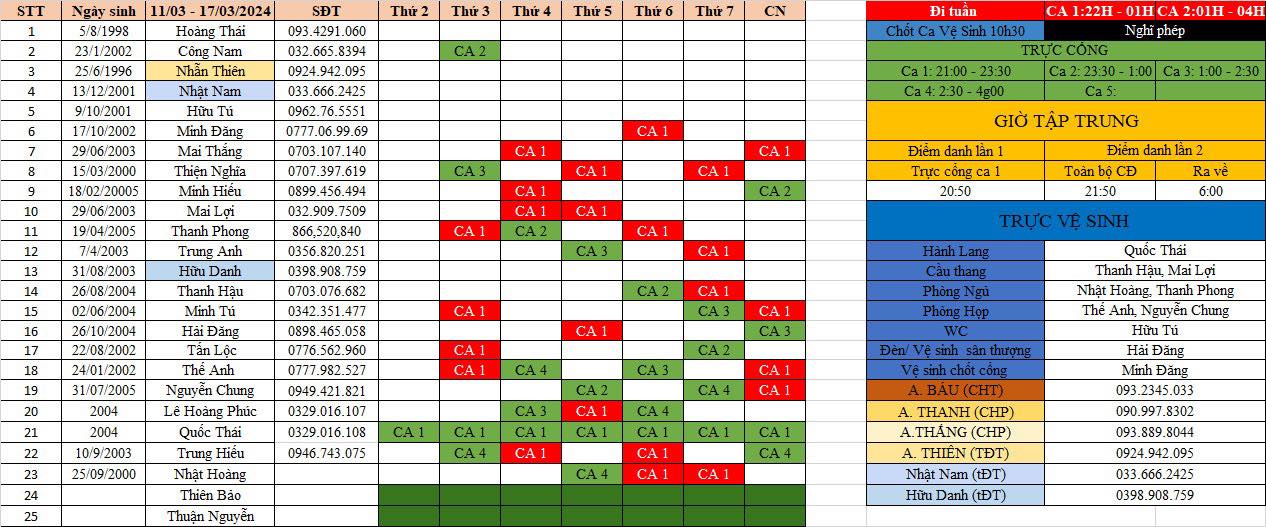 STT Ngày sinh 11/03 - 17/03/2024 SĐT Thứ 2 Thứ 3 Thứ 4 Thứ 5 Thứ 6 Thứ 7 CN Đi tuần CA 1:22H - 01H CA 2:01H - 04H
1 5/8/1998 Hoàng Thái 093.4291.060 Chốt Ca Vệ Sinh 10h30 Nghĩ phép
2 23/1/2002 Công Nam 032.665.8394 CA 2 TRỰC CỔNG
3 25/6/1996 Nhẫn Thiên 0924.942.095 Ca 1: 21:00 - 23:30 Ca 2: 23:30 - 1:00 Ca 3: 1:00 - 2:30
4 13/12/2001 Nhật Nam 033.666.2425 Ca 4: 2:30 - 4g00 Ca 5:
5 9/10/2001 Hữu Tú 0962.76.5551 GIỜ TẬP TRUNG
6 17/10/2002 Minh Đăng 0777.06.99.69 CA 1
7 29/06/2003 Mai Thắng 0703.107.140 CA 1 CA 1 Điểm danh lần 1 Điểm danh lần 2
8 15/03/2000 Thiện Nghĩa 0707.397.619 CA 3 CA 1 CA 1 Trực cổng ca 1 Toàn bộ CĐ Ra về
9 18/02/20005 Minh Hiếu 0899.456.494 CA 1 CA 2 20:50 21:50 6:00
10 29/06/2003 Mai Lợi 032.909.7509 CA 1 CA 1 TRỰC VỆ SINH
11 19/04/2005 Thanh Phong 866,520,840 CA 1 CA 2 CA 1
12 7/4/2003 Trung Anh 0356.820.251 CA 3 CA 1 Hành Lang Quốc Thái
13 31/08/2003 Hữu Danh 0398.908.759 Cầu thang Thanh Hậu, Mai Lợi
14 26/08/2004 Thanh Hậu 0703.076.682 CA 2 CA 1 Phòng Ngủ Nhật Hoàng, Thanh Phong
15 02/06/2004 Minh Tú 0342.351.477 CA 1 CA 3 CA 1 Phòng Họp Thế Anh, Nguyễn Chung
16 26/10/2004 Hải Đăng 0898.465.058 CA 1 CA 3 WC Hữu Tú
17 22/08/2002 Tấn Lộc 0776.562.960 CA 1 CA 2 Đèn/ Vệ sinh sân thượng Hải Đăng
18 24/01/2002 Thế Anh 0777.982.527 CA 1 CA 4 CA 3 CA 1 Vệ sinh chốt cổng Minh Đăng
19 31/07/2005 Nguyễn Chung 0949.421.821 CA 2 CA 4 CA 1 A. BÁU (CHT) 093.2345.033
20 2004 Lê Hoàng Phúc 0329.016.107 CA 3 CA 1 CA 4 A. THANH (CHP) 090.997.8302
21 2004 Quốc Thái 0329.016.108 CA 1 CA 1 CA 1 CA 1 CA 1 CA 1 CA 1 A.THẮNG (CHP) 093.889.8044
22 10/9/2003 Trung Hiếu 0946.743.075 CA 4 CA 1 CA 1 CA 4 A. THIÊN (TĐT) 0924.942.095
23 25/09/2000 Nhật Hoàng CA 4 CA 1 CA 1 Nhật Nam (tĐT) 033.666.2425
24 Thiên Bảo Hữu Danh (tĐT) 0398.908.759
25 Thuận Nguyễn